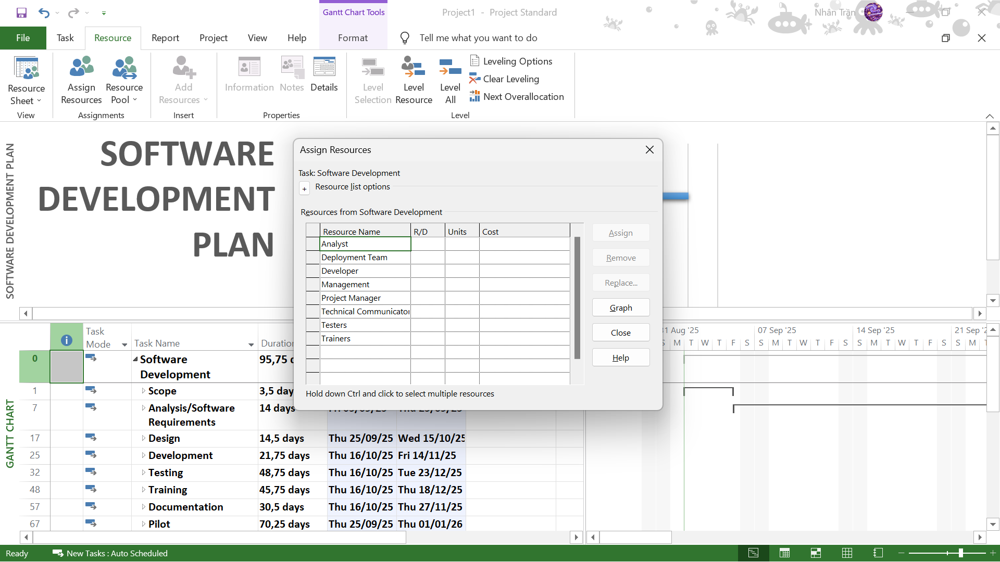 Gantt Chart Tools
Project1 - Project Standard
Nhân Trần
File Task Resource Report Project View Help Format Tell me what you want to do
Resource Sheet
View
Assign Resources
Resource Pool
Assignments
Add Resources
Insert
Information
Notes
Details
Properties
Level Selection
Level Resource
Level All
Leveling Options
Clear Leveling
Next Overallocation
Level
SOFTWARE DEVELOPMENT PLAN
SOFTWARE
DEVELOPMENT
PLAN
Assign Resources
Task: Software Development
+ Resource list options
Resources from Software Development
Resource Name R/D Units Cost
Analyst
Deployment Team
Developer
Management
Project Manager
Technical Communicator
Testers
Trainers
Assign
Remove
Replace...
Graph
Close
Help
Hold down Ctrl and click to select multiple resources
GANTT CHART
Task Mode
Task Name
Duration
Aug '25 07 Sep '25 14 Sep '25 21 Sep
S M T W T F S S M T W T F S S M T W T F S S M T
0 Software Development 95,75
1 Scope 3,5 days
7 Analysis/Software Requirements 14 days
17 Design 14,5 days Thu 25/09/25 Wed 15/10/25
25 Development 21,75 days Thu 16/10/25 Fri 14/11/25
32 Testing 48,75 days Thu 16/10/25 Tue 23/12/25
48 Training 45,75 days Thu 16/10/25 Thu 18/12/25
57 Documentation 30,5 days Thu 16/10/25 Thu 27/11/25
67 Pilot 70,25 days Thu 25/09/25 Thu 01/01/26
Ready New Tasks : Auto Scheduled